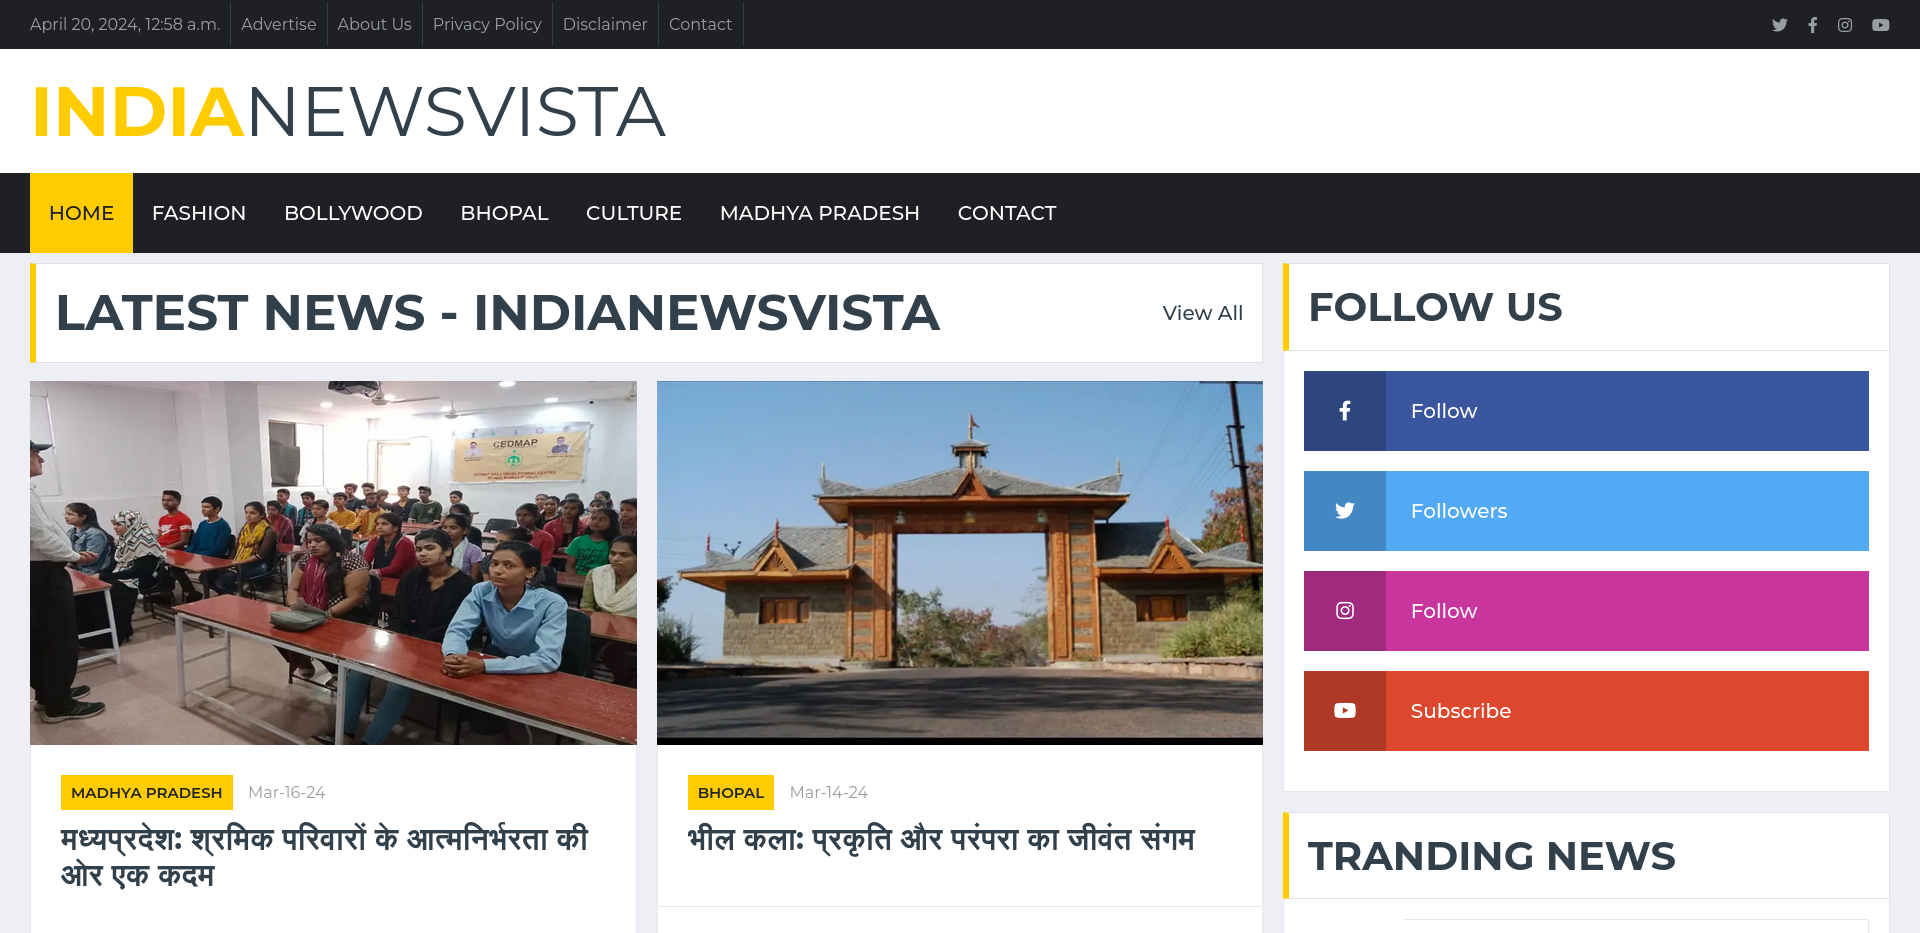 April 20, 2024, 12:58 a.m. Advertise About Us Privacy Policy Disclaimer Contact
INDIANEWSVISTA
HOME FASHION BOLLYWOOD BHOPAL CULTURE MADHYA PRADESH CONTACT
LATEST NEWS - INDIANEWSVISTA View All
CEDMAP
MADHYA PRADESH Mar-16-24
मध्यप्रदेश: श्रमिक परिवारों के आत्मनिर्भरता की
ओर एक कदम
BHOPAL Mar-14-24
भील कला: प्रकृति और परंपरा का जीवंत संगम
FOLLOW US
Follow
Followers
Follow
Subscribe
TRANDING NEWS